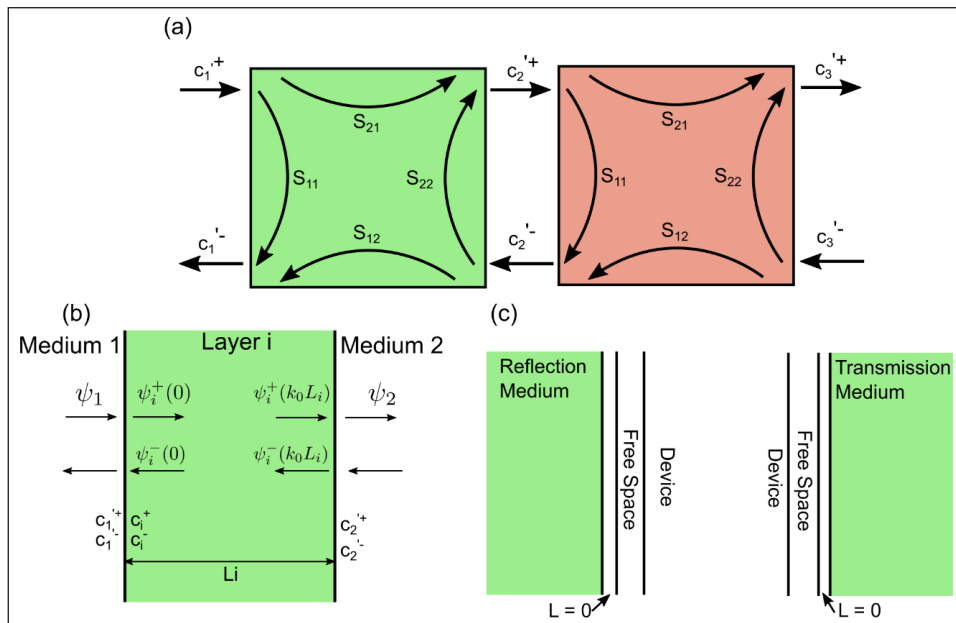 (a)
c₁'⁺ c₂'⁺ c₃'⁺
S₂₁ S₂₁
S₁₁ S₂₂ S₁₁ S₂₂
S₁₂ S₁₂
c₁'⁻ c₂'⁻ c₃'⁻
(b)
Medium 1 Layer i Medium 2
ψ₁ ψᵢ⁺(0) ψᵢ⁺(k₀Lᵢ) ψ₂
ψᵢ⁻(0) ψᵢ⁻(k₀Lᵢ)
c₁'⁺ cᵢ⁺ c₂'⁺
c₁'⁻ cᵢ⁻ c₂'⁻
Li
(c)
Reflection
Medium
Free Space
Device
Device
Free Space
Transmission
Medium
L = 0
L = 0